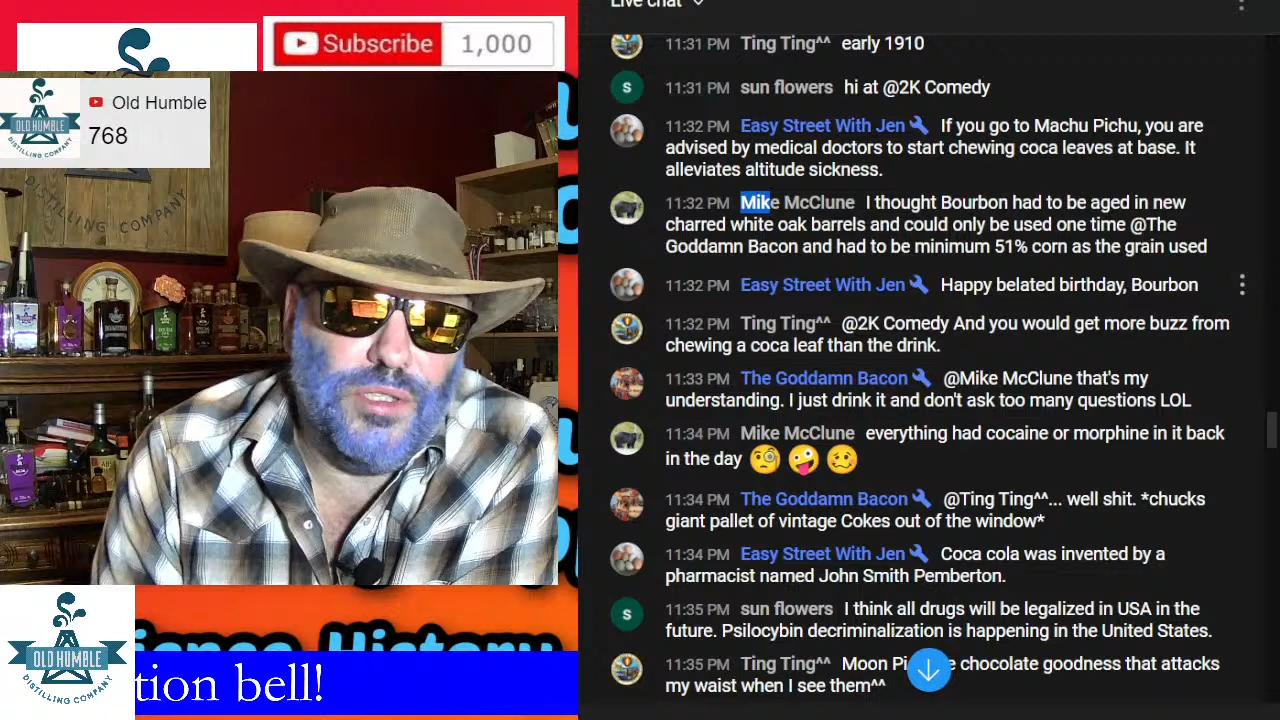 Subscribe 1,000
Old Humble
768
OLD HUMBLE
DISTILLING COMPANY
DISTILLING COMPANY
OLD HUMBLE
DISTILLING COMPANY
History
tion bell!
Live chat
11:31 PM Ting Ting^^ early 1910
S 11:31 PM sun flowers hi at @2K Comedy
11:32 PM Easy Street With Jen If you go to Machu Pichu, you are
advised by medical doctors to start chewing coca leaves at base. It
alleviates altitude sickness.
11:32 PM Mike McClune I thought Bourbon had to be aged in new
charred white oak barrels and could only be used one time @The
Goddamn Bacon and had to be minimum 51% corn as the grain used
11:32 PM Easy Street With Jen Happy belated birthday, Bourbon
11:32 PM Ting Ting^^ @2K Comedy And you would get more buzz from
chewing a coca leaf than the drink.
11:33 PM The Goddamn Bacon @Mike McClune that's my
understanding. I just drink it and don't ask too many questions LOL
11:34 PM Mike McClune everything had cocaine or morphine in it back
in the day 🧐 🤪 🥴
11:34 PM The Goddamn Bacon @Ting Ting^^... well shit. *chucks
giant pallet of vintage Cokes out of the window*
11:34 PM Easy Street With Jen Coca cola was invented by a
pharmacist named John Smith Pemberton.
S 11:35 PM sun flowers I think all drugs will be legalized in USA in the
future. Psilocybin decriminalization is happening in the United States.
11:35 PM Ting Ting^^ Moon Pi e chocolate goodness that attacks
my waist when I see them^^